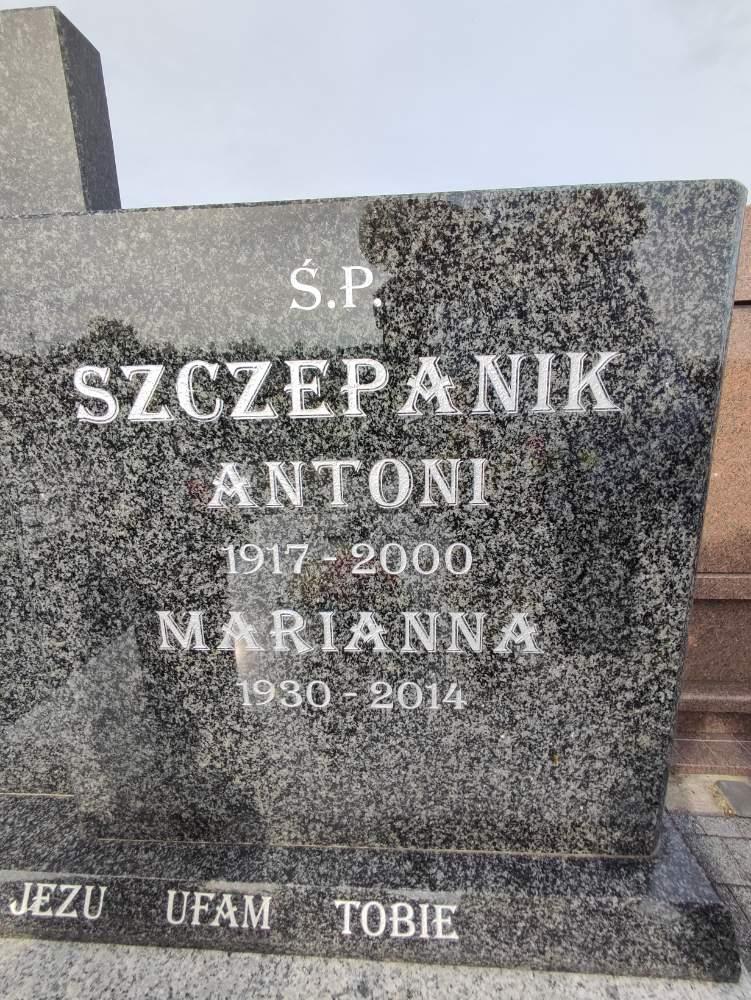 Ś.P.
SZCZEPANIK
ANTONI
1917 - 2000
MARIANNA
1930 - 2014
JEZU UFAM TOBIE